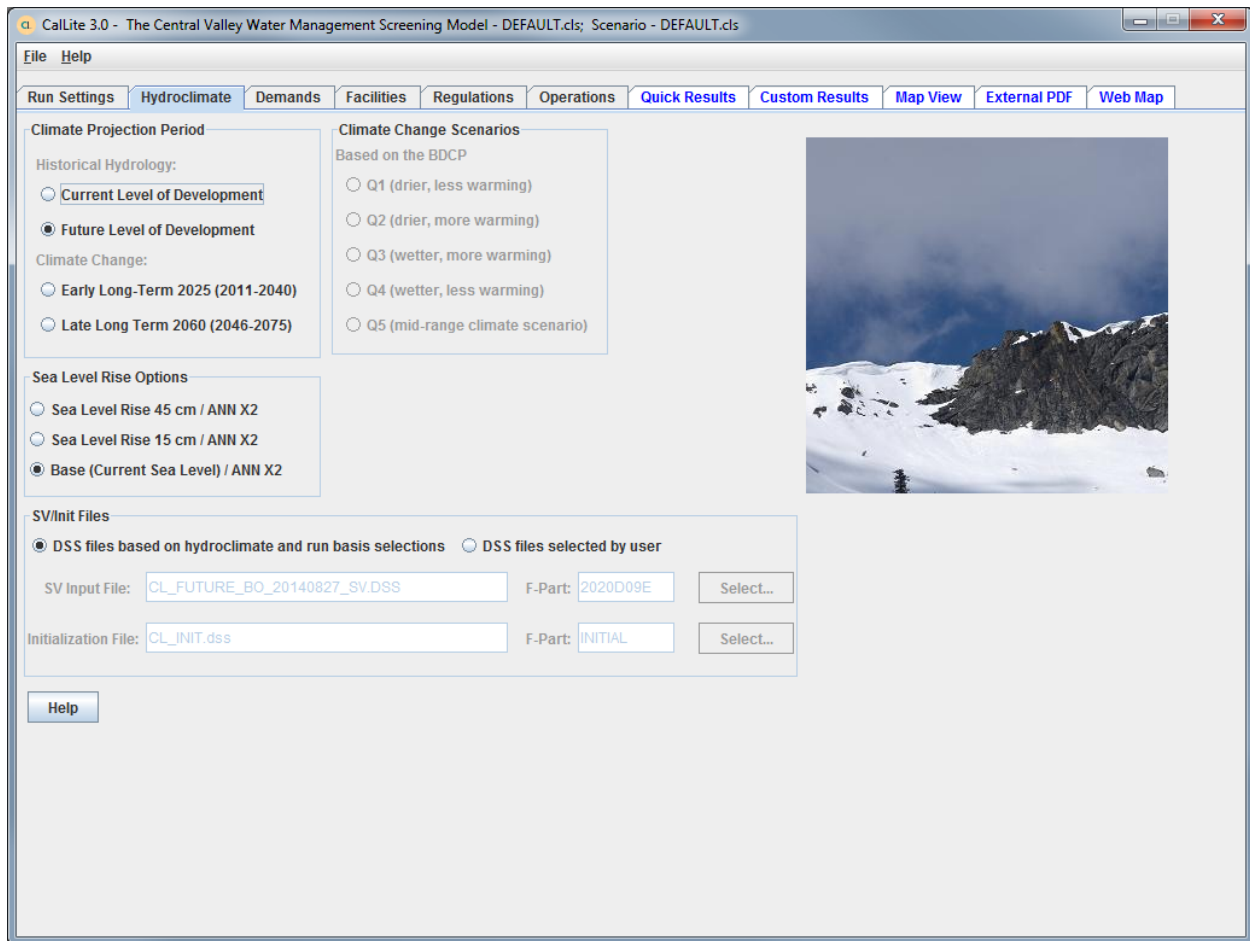 CalLite 3.0 - The Central Valley Water Management Screening Model - DEFAULT.cls; Scenario - DEFAULT.cls
File Help
Run Settings Hydroclimate Demands Facilities Regulations Operations Quick Results Custom Results Map View External PDF Web Map
Climate Projection Period
Historical Hydrology:
Current Level of Development
Future Level of Development
Climate Change:
Early Long-Term 2025 (2011-2040)
Late Long Term 2060 (2046-2075)
Climate Change Scenarios
Based on the BDCP
Q1 (drier, less warming)
Q2 (drier, more warming)
Q3 (wetter, more warming)
Q4 (wetter, less warming)
Q5 (mid-range climate scenario)
Sea Level Rise Options
Sea Level Rise 45 cm / ANN X2
Sea Level Rise 15 cm / ANN X2
Base (Current Sea Level) / ANN X2
SV/Init Files
DSS files based on hydroclimate and run basis selections DSS files selected by user
SV Input File: CL_FUTURE_BO_20140827_SV.DSS F-Part: 2020D09E Select...
Initialization File: CL_INIT.dss F-Part: INITIAL Select...
Help